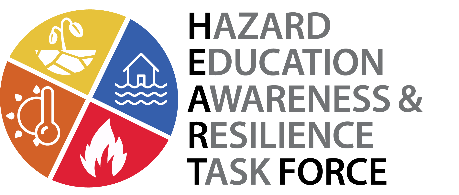 HAZARD
EDUCATION
AWARENESS &
RESILIENCE
TASK FORCE